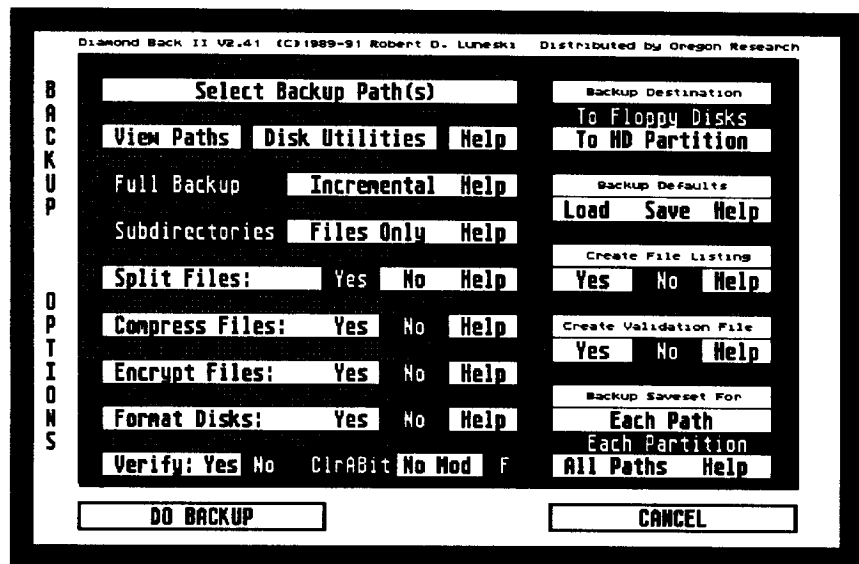 Diamond Back II V2.41 (C)1989-91 Robert D. Luneski Distributed by Oregon Research
BACKUP OPTIONS
Select Backup Path(s)
View Paths Disk Utilities Help
Full Backup Incremental Help
Subdirectories Files Only Help
Split Files: Yes No Help
Compress Files: Yes No Help
Encrypt Files: Yes No Help
Format Disks: Yes No Help
Verify: Yes No ClrABit No Mod F
Backup Destination
To Floppy Disks
To HD Partition
Backup Defaults
Load Save Help
Create File Listing
Yes No Help
Create Validation File
Yes No Help
Backup Saveset For
Each Path
Each Partition
All Paths Help
DO BACKUP
CANCEL